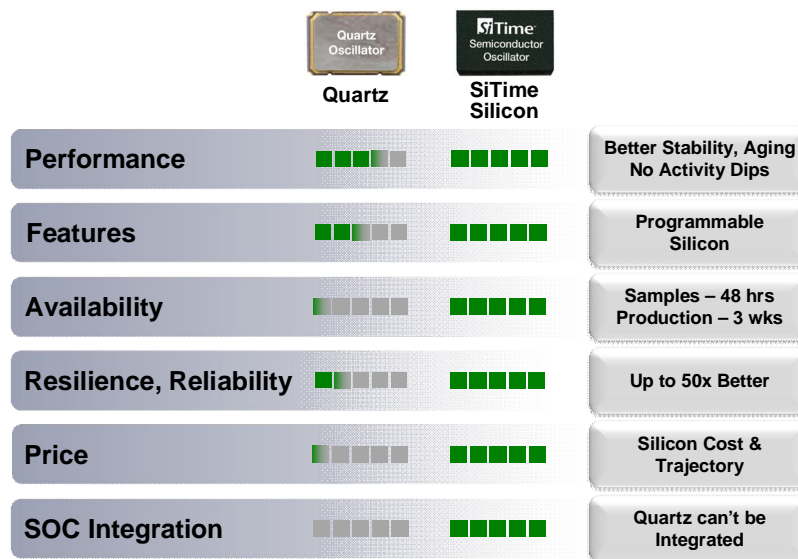 Quartz
Oscillator
SiTime
Semiconductor
Oscillator
Quartz
SiTime
Silicon
Performance
Better Stability, Aging
No Activity Dips
Features
Programmable
Silicon
Availability
Samples – 48 hrs
Production – 3 wks
Resilience, Reliability
Up to 50x Better
Price
Silicon Cost &
Trajectory
SOC Integration
Quartz can’t be
Integrated